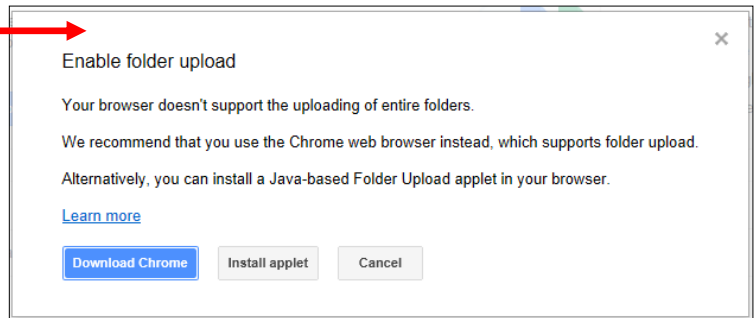 Enable folder upload
Your browser doesn't support the uploading of entire folders.
We recommend that you use the Chrome web browser instead, which supports folder upload.
Alternatively, you can install a Java-based Folder Upload applet in your browser.
Learn more
Download Chrome Install applet Cancel